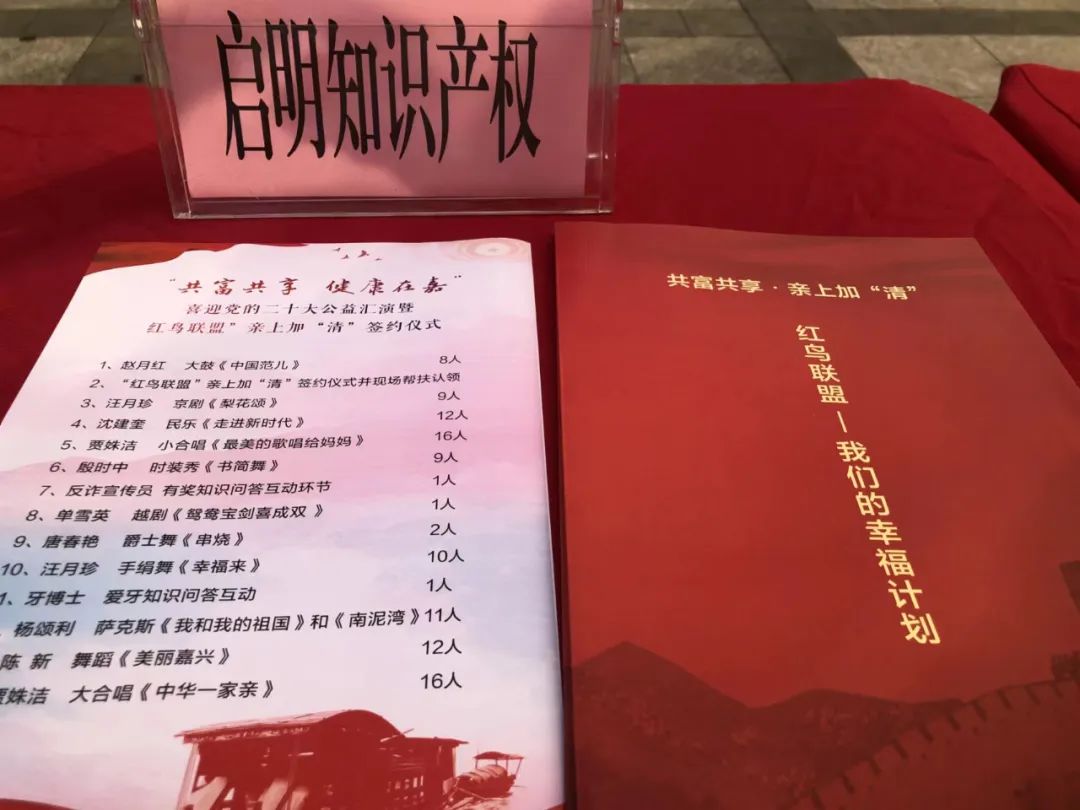 启明知识产权
“共富共享 健康在嘉”
喜迎党的二十大公益汇演暨
红鸟联盟”亲上加“清”签约仪式
1、赵月红 大鼓《中国范儿》 8人
2、“红鸟联盟”亲上加“清”签约仪式并现场帮扶认领
3、汪月珍 京剧《梨花颂》 9人
4、沈建奎 民乐《走进新时代》 12人
5、贾姝洁 小合唱《最美的歌唱给妈妈》 16人
6、殷时中 时装秀《书简舞》 9人
7、反诈宣传员 有奖知识问答互动环节 1人
8、单雪英 越剧《鸳鸯宝剑喜成双》 1人
9、唐春艳 爵士舞《串烧》 2人
10、汪月珍 手绢舞《幸福来》 10人
1、牙博士 爱牙知识问答互动 1人
、杨颂利 萨克斯《我和我的祖国》和《南泥湾》 11人
陈 新 舞蹈《美丽嘉兴》 12人
贾姝洁 大合唱《中华一家亲》 16人
共富共享·亲上加“清”
红鸟联盟—我们的幸福计划